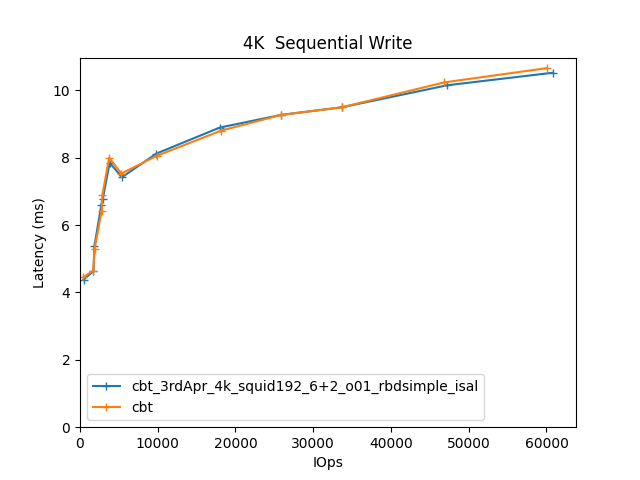 4K  Sequential Write
10
8
6
4
2
0
Latency (ms)
cbt_3rdApr_4k_squid192_6+2_o01_rbdsimple_isal
cbt
0 10000 20000 30000 40000 50000 60000
IOps